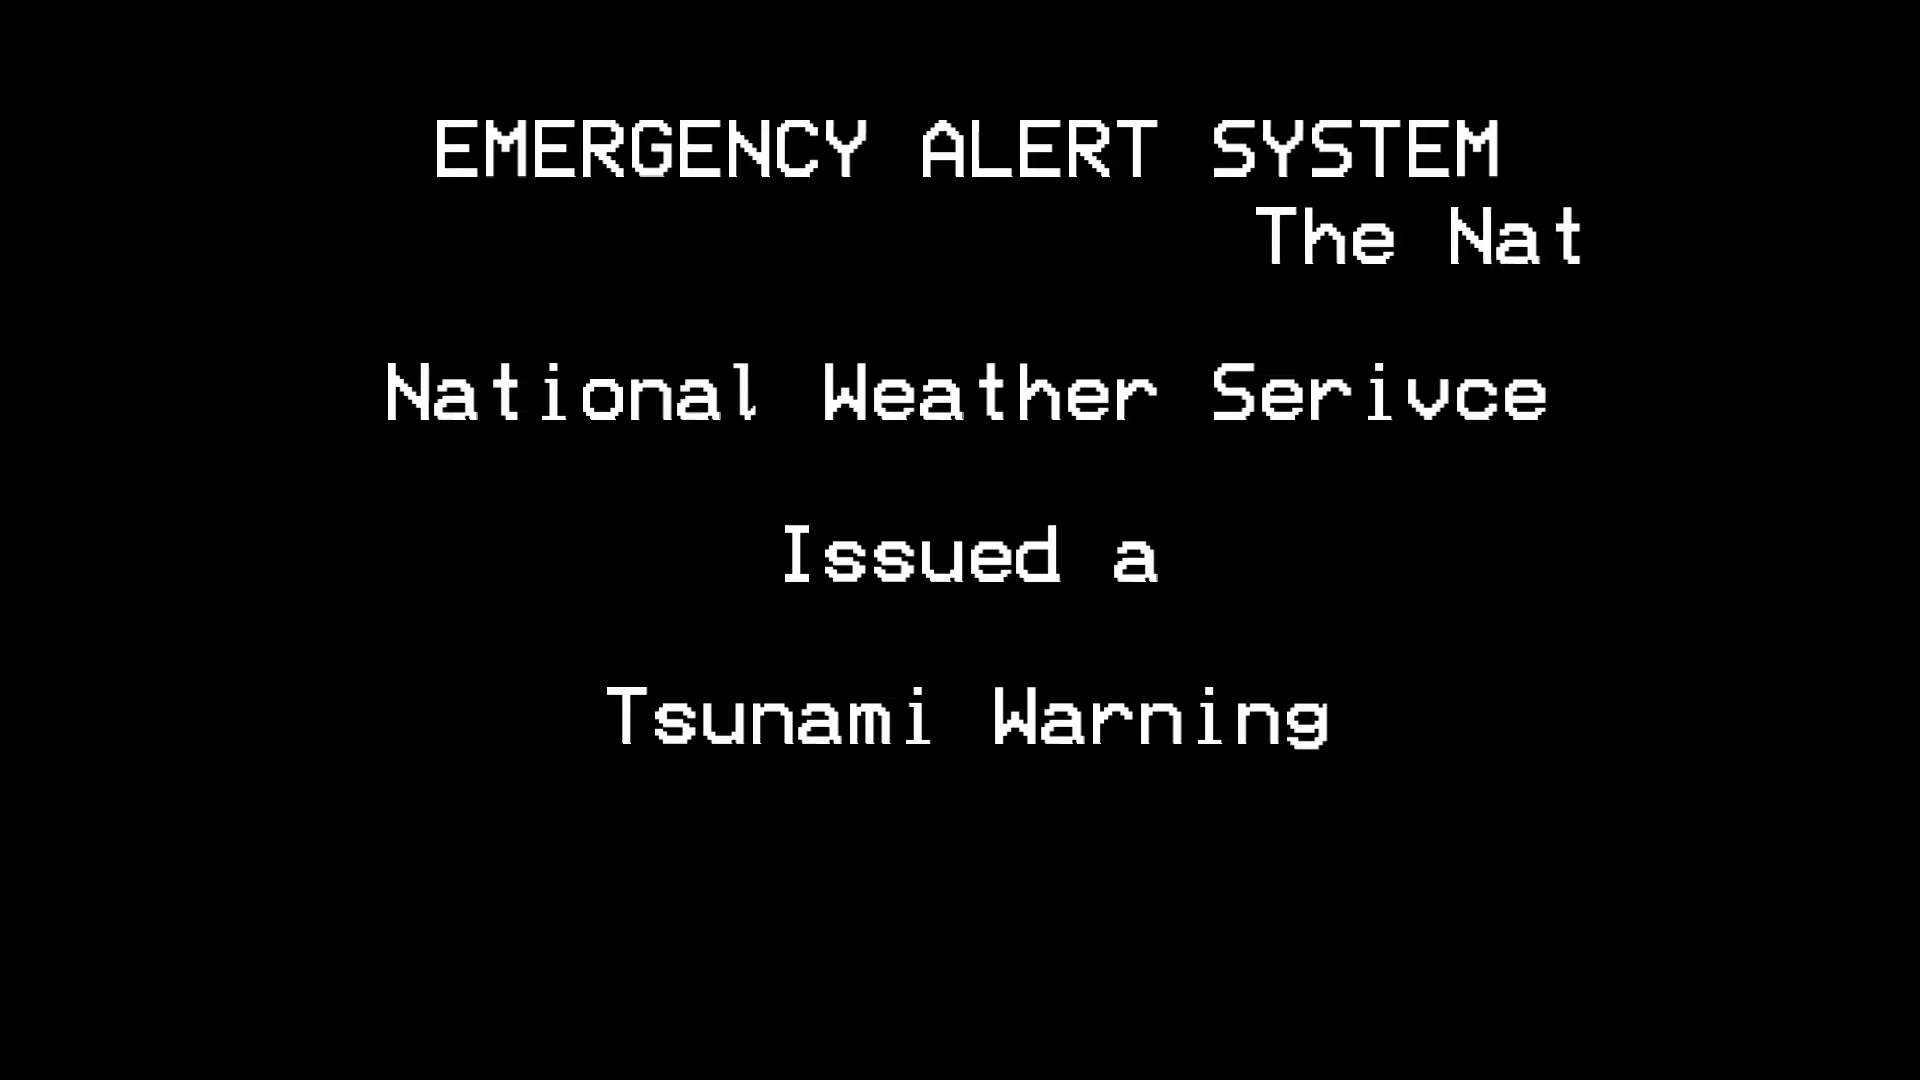 EMERGENCY ALERT SYSTEM
The Nat
National Weather Serivce
Issued a
Tsunami Warning